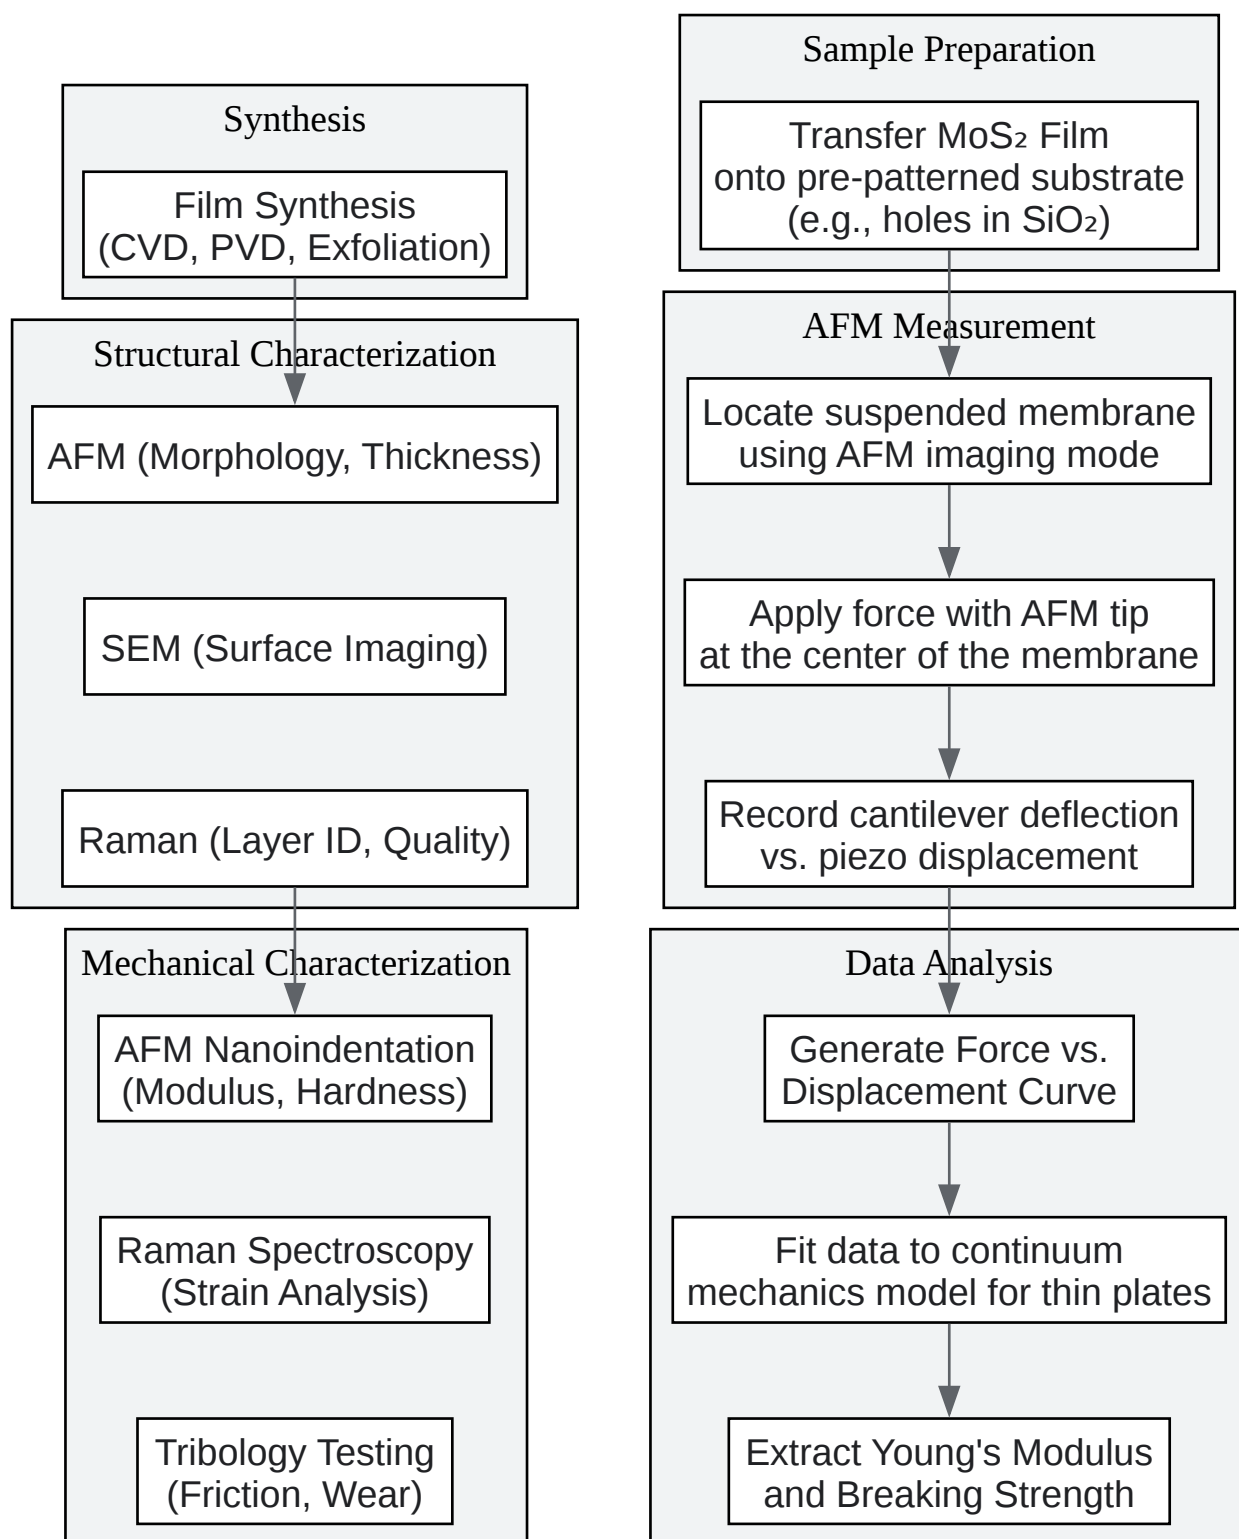 Synthesis
Film Synthesis
(CVD, PVD, Exfoliation)
Structural Characterization
AFM (Morphology, Thickness)
SEM (Surface Imaging)
Raman (Layer ID, Quality)
Mechanical Characterization
AFM Nanoindentation
(Modulus, Hardness)
Raman Spectroscopy
(Strain Analysis)
Tribology Testing
(Friction, Wear)
Sample Preparation
Transfer MoS₂ Film
onto pre-patterned substrate
(e.g., holes in SiO₂)
AFM Measurement
Locate suspended membrane
using AFM imaging mode
Apply force with AFM tip
at the center of the membrane
Record cantilever deflection
vs. piezo displacement
Data Analysis
Generate Force vs.
Displacement Curve
Fit data to continuum
mechanics model for thin plates
Extract Young's Modulus
and Breaking Strength